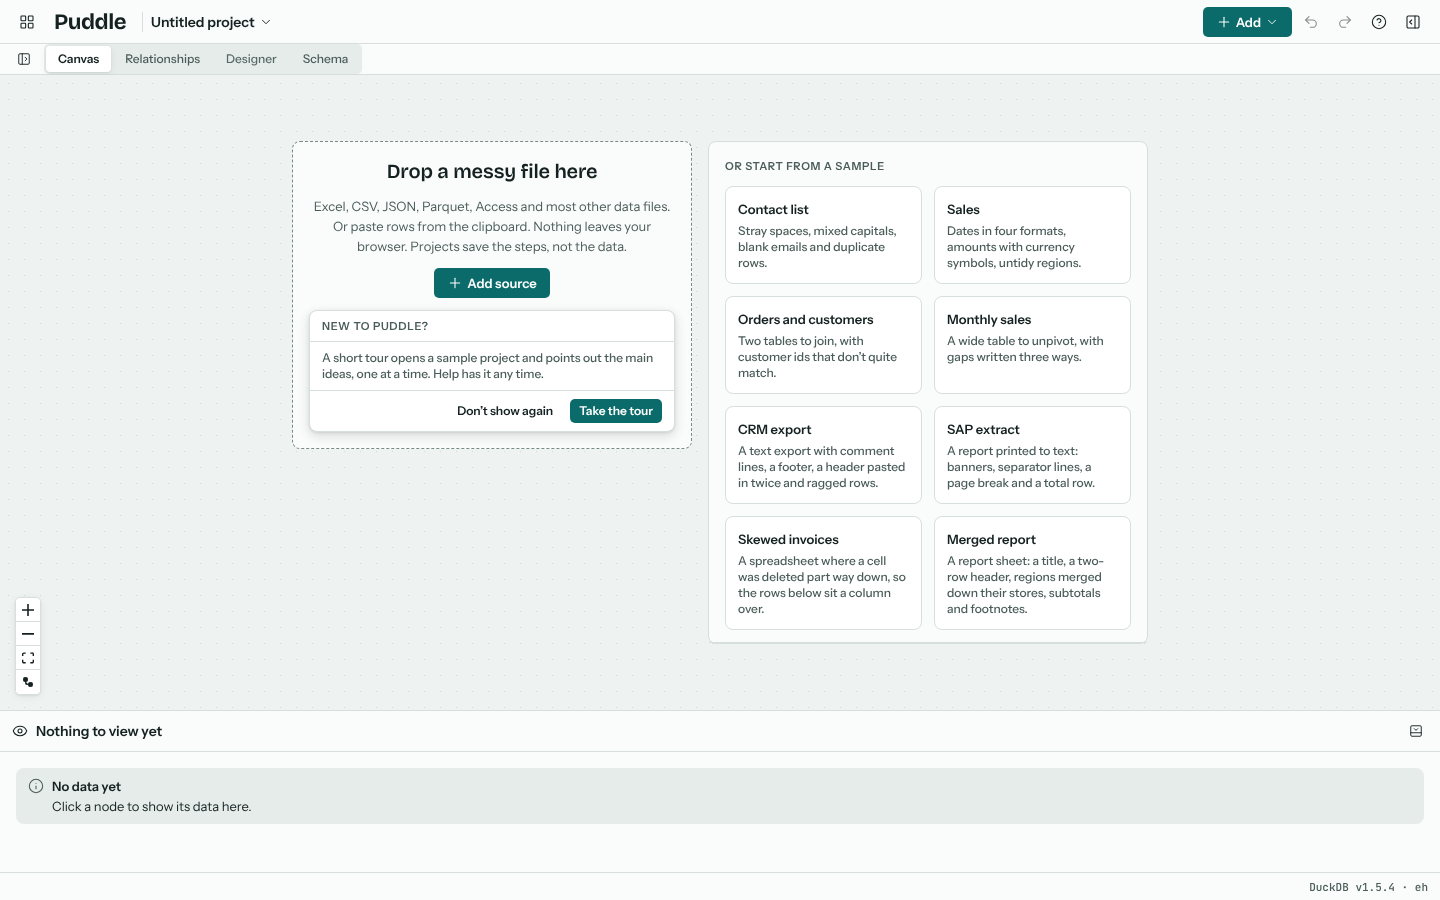 Puddle
Untitled project
Add
Canvas
Relationships
Designer
Schema
Drop a messy file here
Excel, CSV, JSON, Parquet, Access and most other data files.
Or paste rows from the clipboard. Nothing leaves your
browser. Projects save the steps, not the data.
Add source
NEW TO PUDDLE?
A short tour opens a sample project and points out the main
ideas, one at a time. Help has it any time.
Don't show again
Take the tour
OR START FROM A SAMPLE
Contact list
Stray spaces, mixed capitals,
blank emails and duplicate
rows.
Sales
Dates in four formats,
amounts with currency
symbols, untidy regions.
Orders and customers
Two tables to join, with
customer ids that don't quite
match.
Monthly sales
A wide table to unpivot, with
gaps written three ways.
CRM export
A text export with comment
lines, a footer, a header pasted
in twice and ragged rows.
SAP extract
A report printed to text:
banners, separator lines, a
page break and a total row.
Skewed invoices
A spreadsheet where a cell
was deleted part way down, so
the rows below sit a column
over.
Merged report
A report sheet: a title, a two-
row header, regions merged
down their stores, subtotals
and footnotes.
Nothing to view yet
No data yet
Click a node to show its data here.
DuckDB v1.5.4 · eh